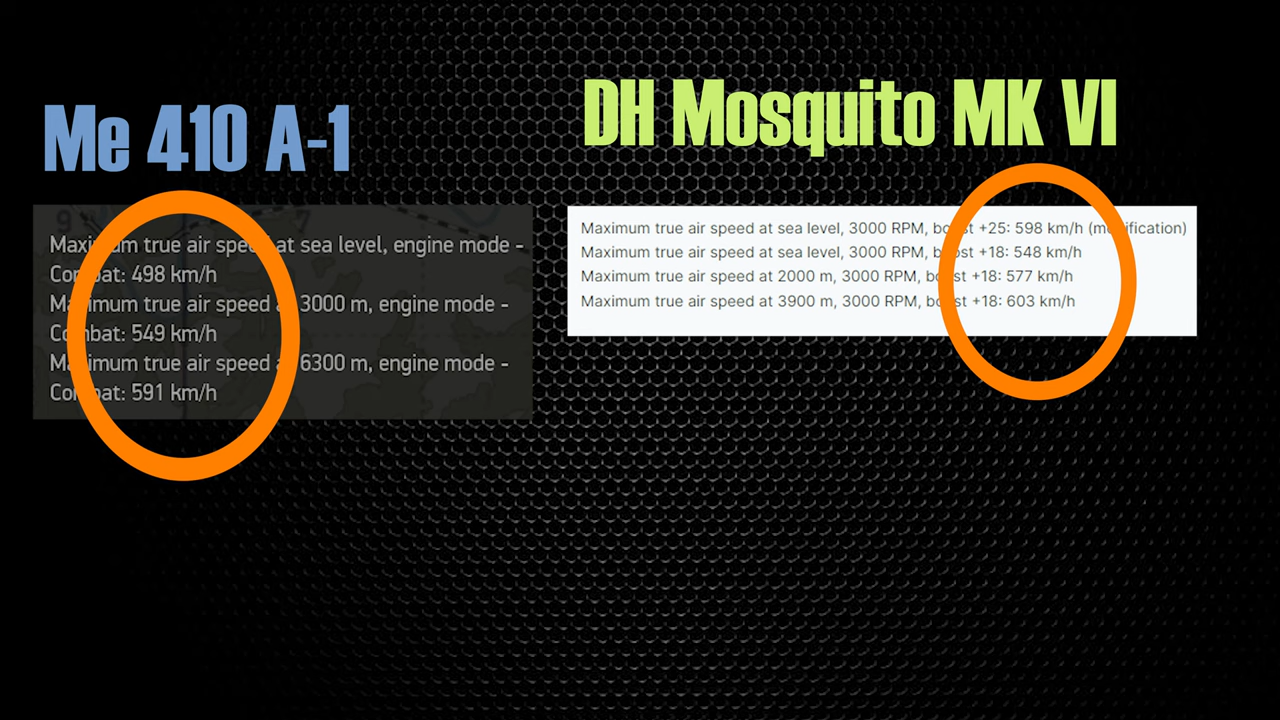 Me 410 A-1
Maximum true air speed at sea level, engine mode -
Combat: 498 km/h
Maximum true air speed at 3000 m, engine mode -
Combat: 549 km/h
Maximum true air speed at 6300 m, engine mode -
Combat: 591 km/h
DH Mosquito MK VI
Maximum true air speed at sea level, 3000 RPM, boost +25: 598 km/h (modification)
Maximum true air speed at sea level, 3000 RPM, boost +18: 548 km/h
Maximum true air speed at 2000 m, 3000 RPM, boost +18: 577 km/h
Maximum true air speed at 3900 m, 3000 RPM, boost +18: 603 km/h